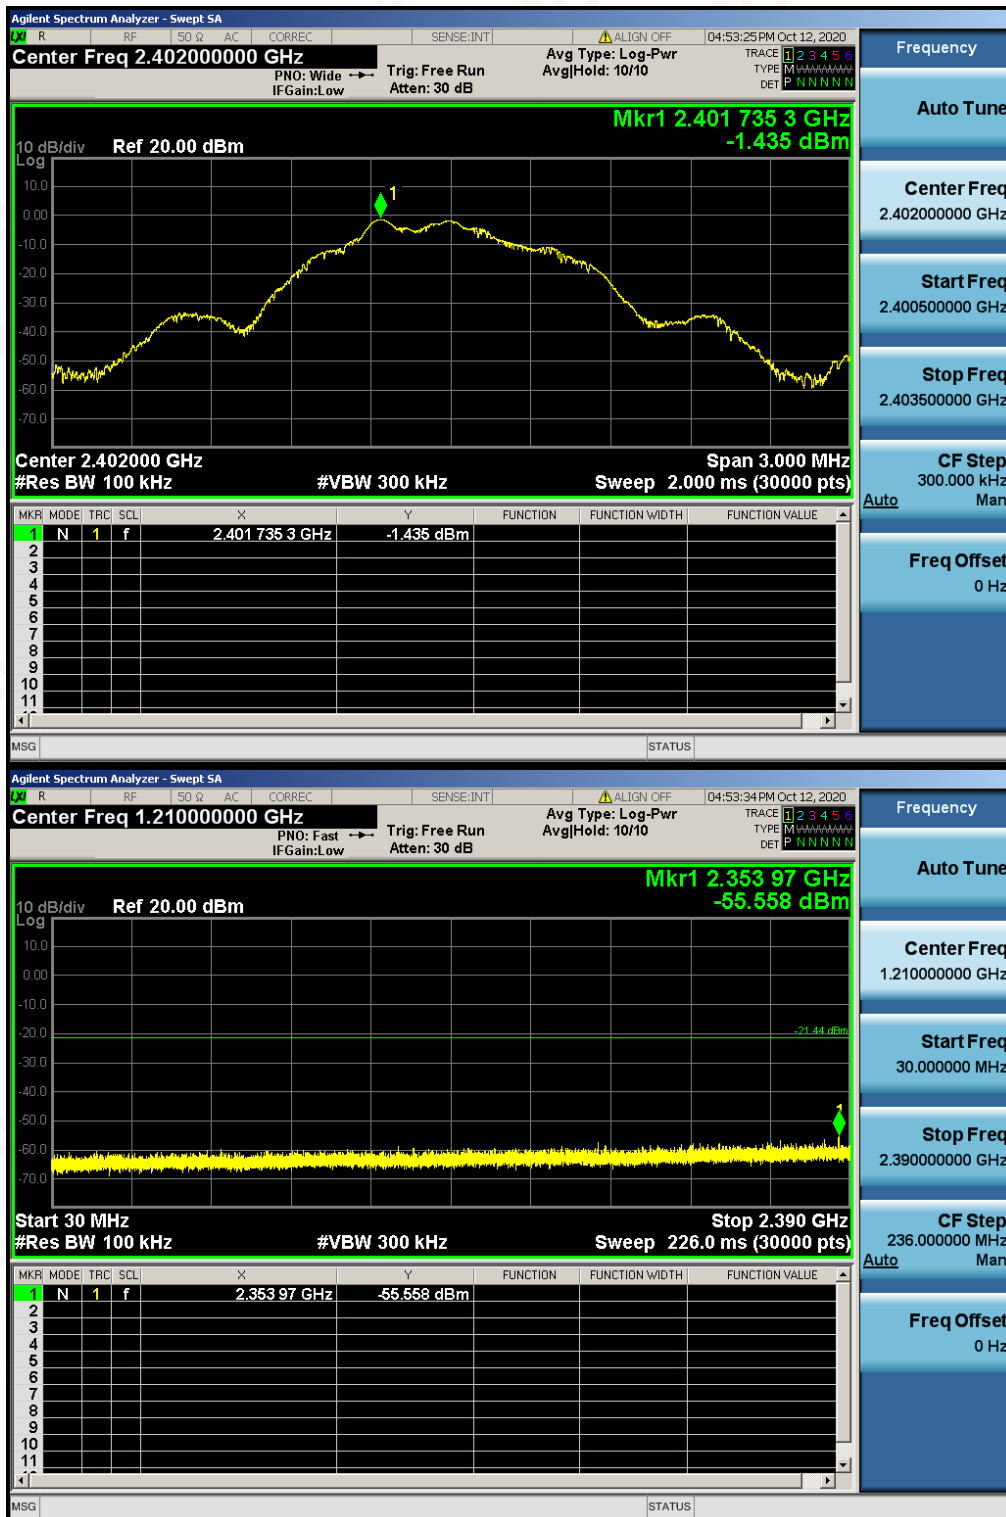 Agilent Spectrum Analyzer - Swept SA
LXI R RF 50 Ω AC CORREC SENSE:INT ALIGN OFF 04:53:25 PM Oct 12, 2020
Center Freq 2.402000000 GHz
PNO: Wide
IFGain:Low
Trig: Free Run
Atten: 30 dB
Avg Type: Log-Pwr
Avg|Hold: 10/10
TRACE 1 2 3 4 5 6
TYPE M
DET P N N N N N
Mkr1 2.401 735 3 GHz
-1.435 dBm
10 dB/div Ref 20.00 dBm
Log
10.0
0.00
-10.0
-20.0
-30.0
-40.0
-50.0
-60.0
-70.0
1
Center 2.402000 GHz Span 3.000 MHz
#Res BW 100 kHz #VBW 300 kHz Sweep 2.000 ms (30000 pts)
MKR MODE TRC SCL X Y FUNCTION FUNCTION WIDTH FUNCTION VALUE
1 N 1 f 2.401 735 3 GHz -1.435 dBm
2
3
4
5
6
7
8
9
10
11
MSG STATUS
Frequency
Auto Tune
Center Freq
2.402000000 GHz
Start Freq
2.400500000 GHz
Stop Freq
2.403500000 GHz
CF Step
300.000 kHz
Auto Man
Freq Offset
0 Hz
Agilent Spectrum Analyzer - Swept SA
LXI R RF 50 Ω AC CORREC SENSE:INT ALIGN OFF 04:53:34 PM Oct 12, 2020
Center Freq 1.210000000 GHz
PNO: Fast
IFGain:Low
Trig: Free Run
Atten: 30 dB
Avg Type: Log-Pwr
Avg|Hold: 10/10
TRACE 1 2 3 4 5 6
TYPE M
DET P N N N N N
Mkr1 2.353 97 GHz
-55.558 dBm
10 dB/div Ref 20.00 dBm
Log
10.0
0.00
-10.0
-20.0
-30.0
-40.0
-50.0
-60.0
-70.0
-21.44 dBm
1
Start 30 MHz Stop 2.390 GHz
#Res BW 100 kHz #VBW 300 kHz Sweep 226.0 ms (30000 pts)
MKR MODE TRC SCL X Y FUNCTION FUNCTION WIDTH FUNCTION VALUE
1 N 1 f 2.353 97 GHz -55.558 dBm
2
3
4
5
6
7
8
9
10
11
MSG STATUS
Frequency
Auto Tune
Center Freq
1.210000000 GHz
Start Freq
30.000000 MHz
Stop Freq
2.390000000 GHz
CF Step
236.000000 MHz
Auto Man
Freq Offset
0 Hz